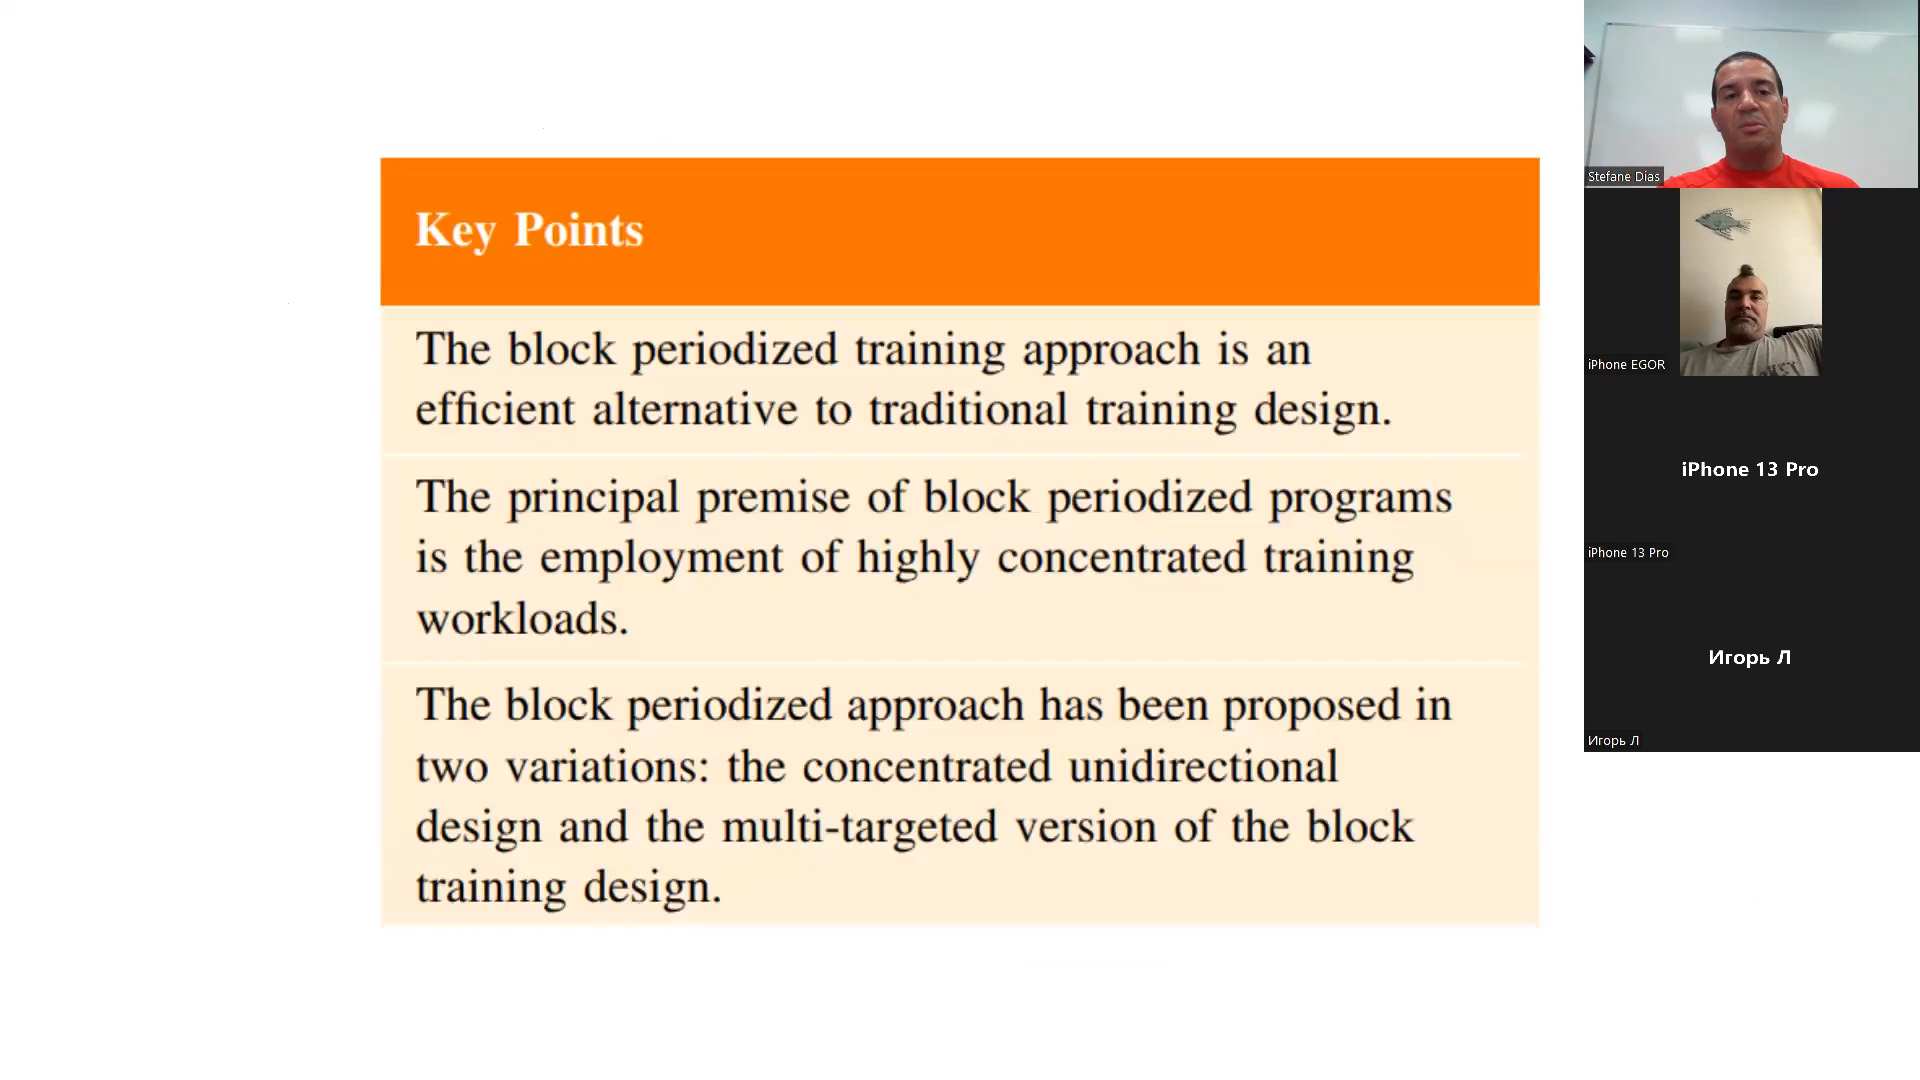 Key Points
The block periodized training approach is an
efficient alternative to traditional training design.
The principal premise of block periodized programs
is the employment of highly concentrated training
workloads.
The block periodized approach has been proposed in
two variations: the concentrated unidirectional
design and the multi-targeted version of the block
training design.
Stefane Dias
iPhone EGOR
iPhone 13 Pro
iPhone 13 Pro
Игорь Л
Игорь Л